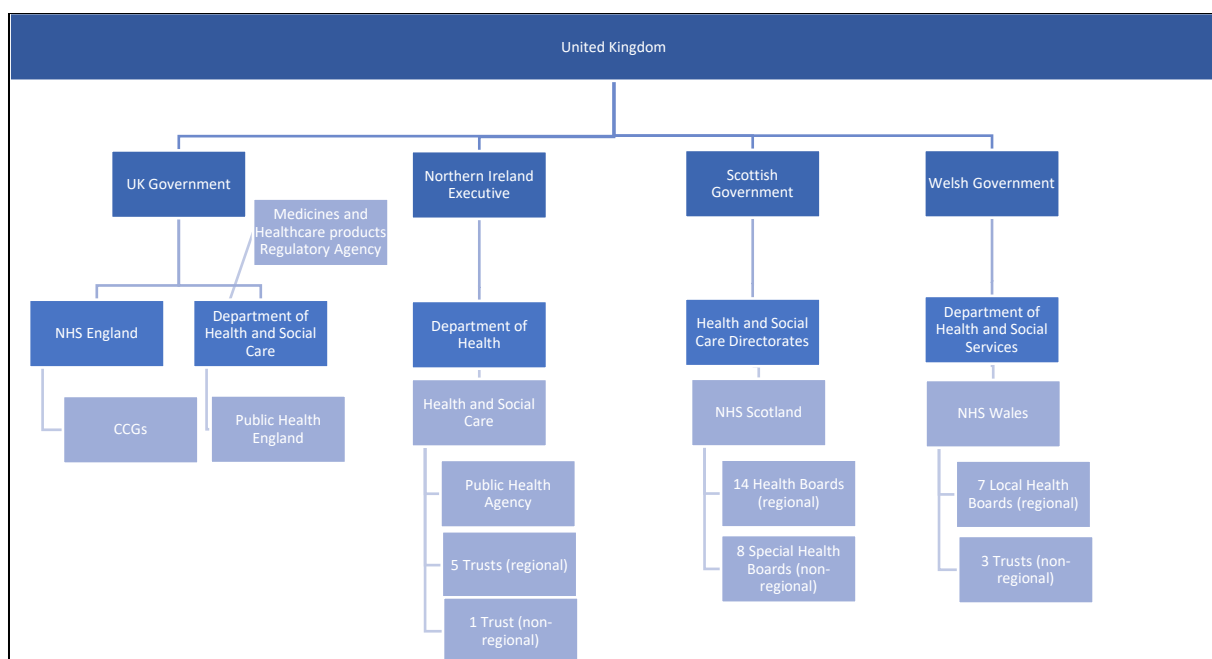 United Kingdom
UK Government
Northern Ireland
Executive
Scottish
Government
Welsh Government
Medicines and
Healthcare products
Regulatory Agency
NHS England
Department of
Health and Social
Care
Department of
Health
Health and Social
Care Directorates
Department of
Health and Social
Services
CCGs
Public Health
England
Health and Social
Care
NHS Scotland
NHS Wales
Public Health
Agency
14 Health Boards
(regional)
7 Local Health
Boards (regional)
5 Trusts (regional)
8 Special Health
Boards (non-
regional)
3 Trusts (non-
regional)
1 Trust (non-
regional)